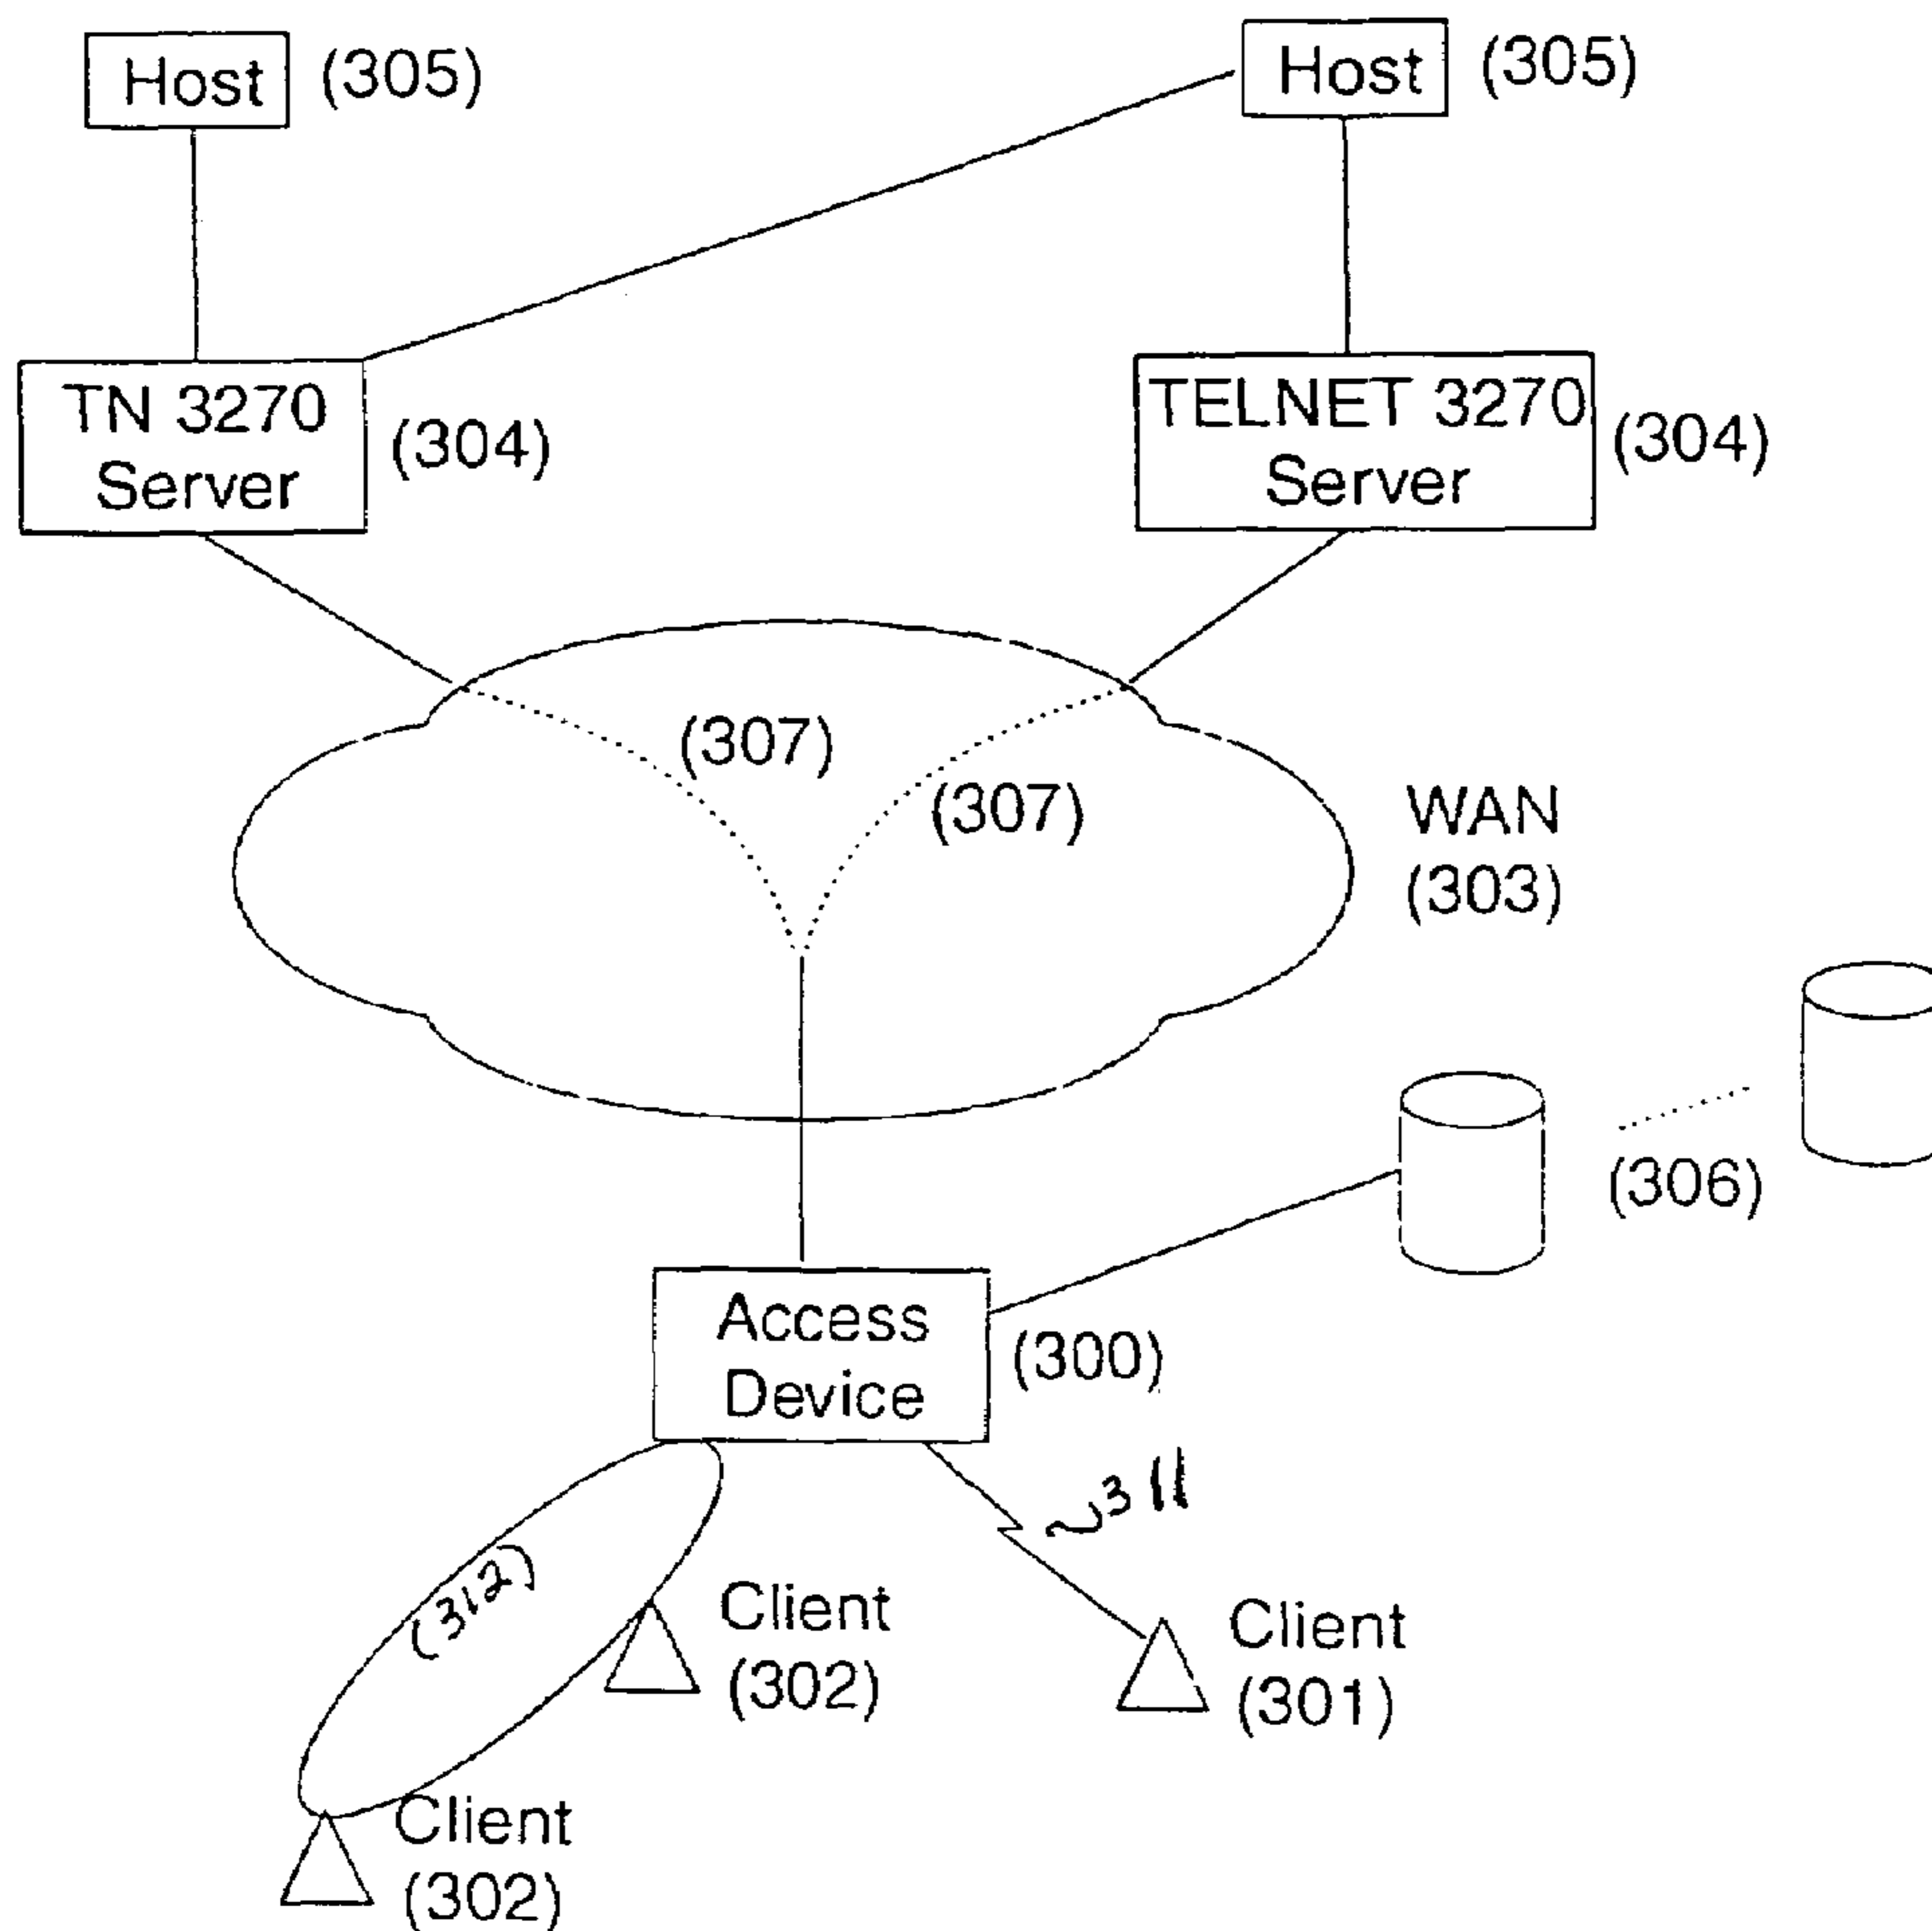 Host
(305)
Host
(305)
TN 3270
Server
(304)
TELNET 3270
Server
(304)
(307)
(307)
WAN
(303)
(306)
Access
Device
(300)
311
(312)
Client
(302)
Client
(301)
Client
(302)